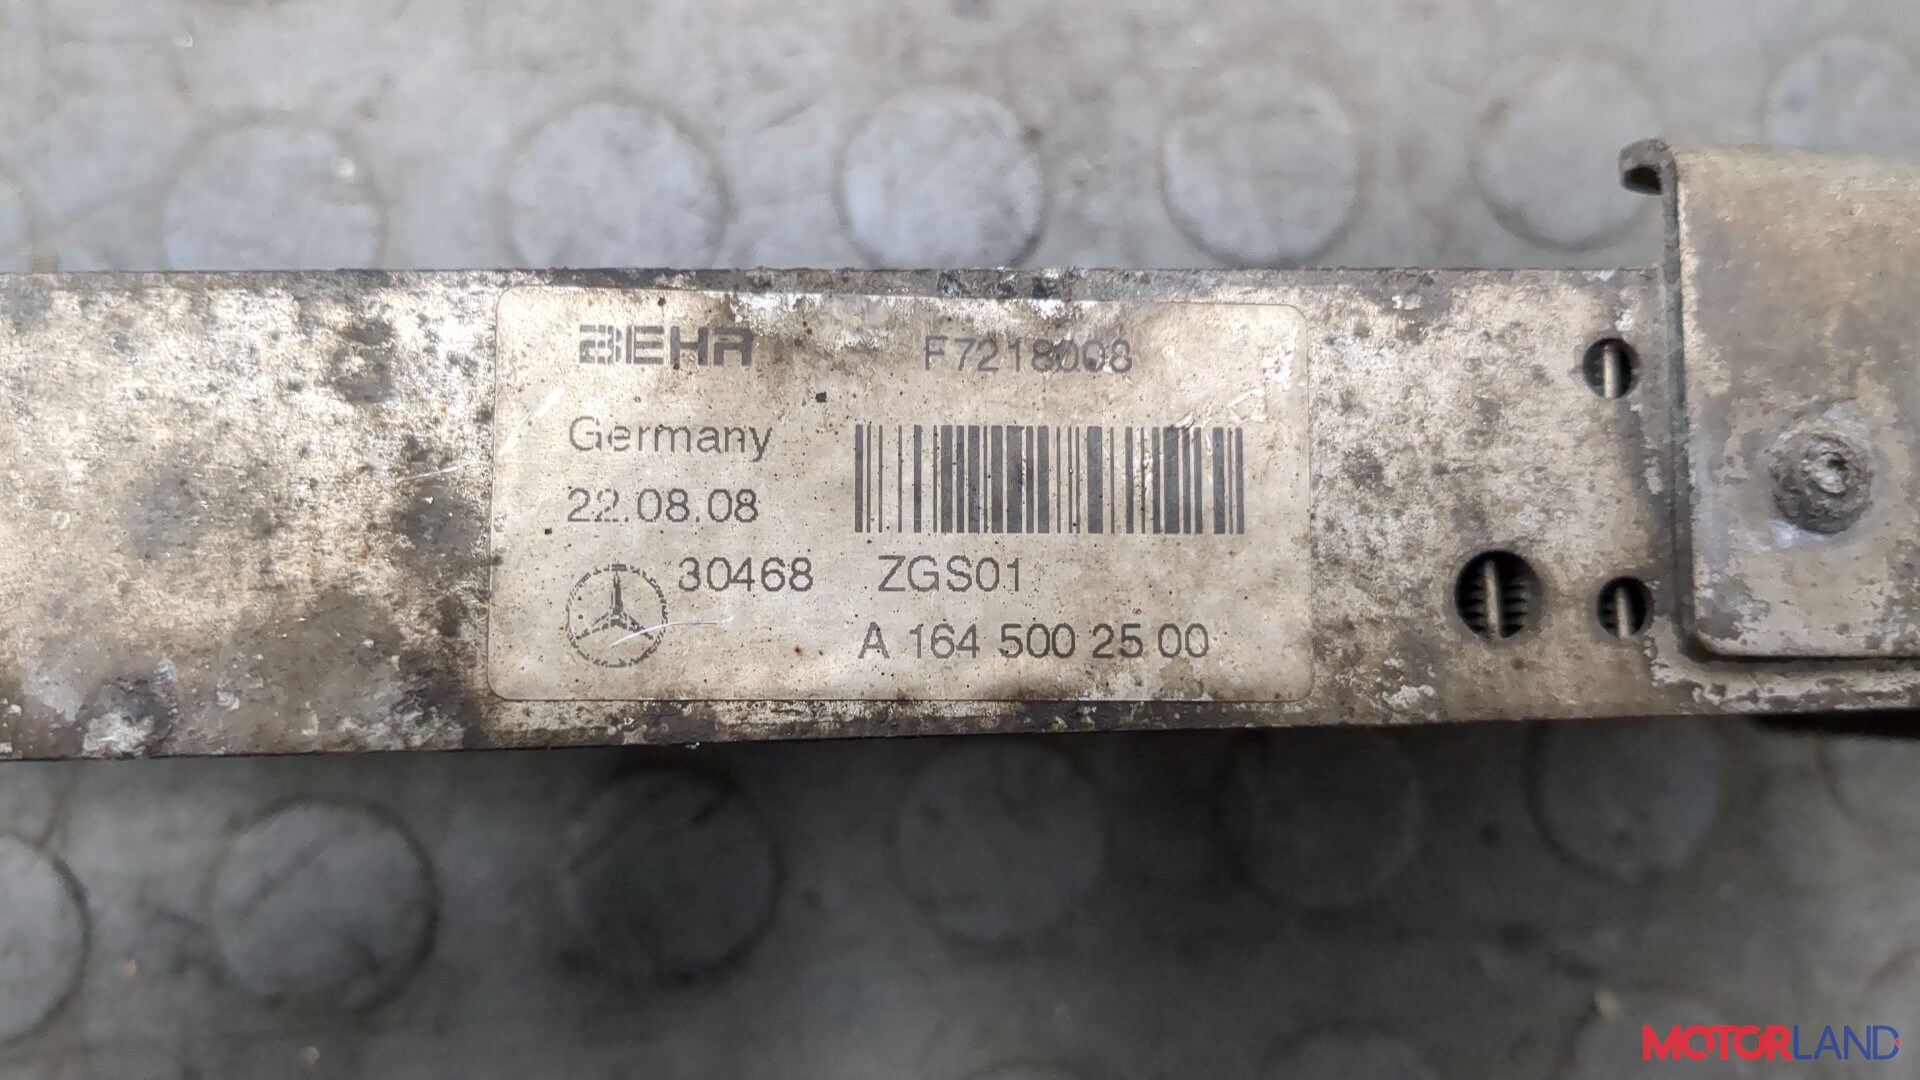 BEHR F7218008
Germany
22.08.08
30468 ZGS01
A 164 500 25 00
MOTORLAND